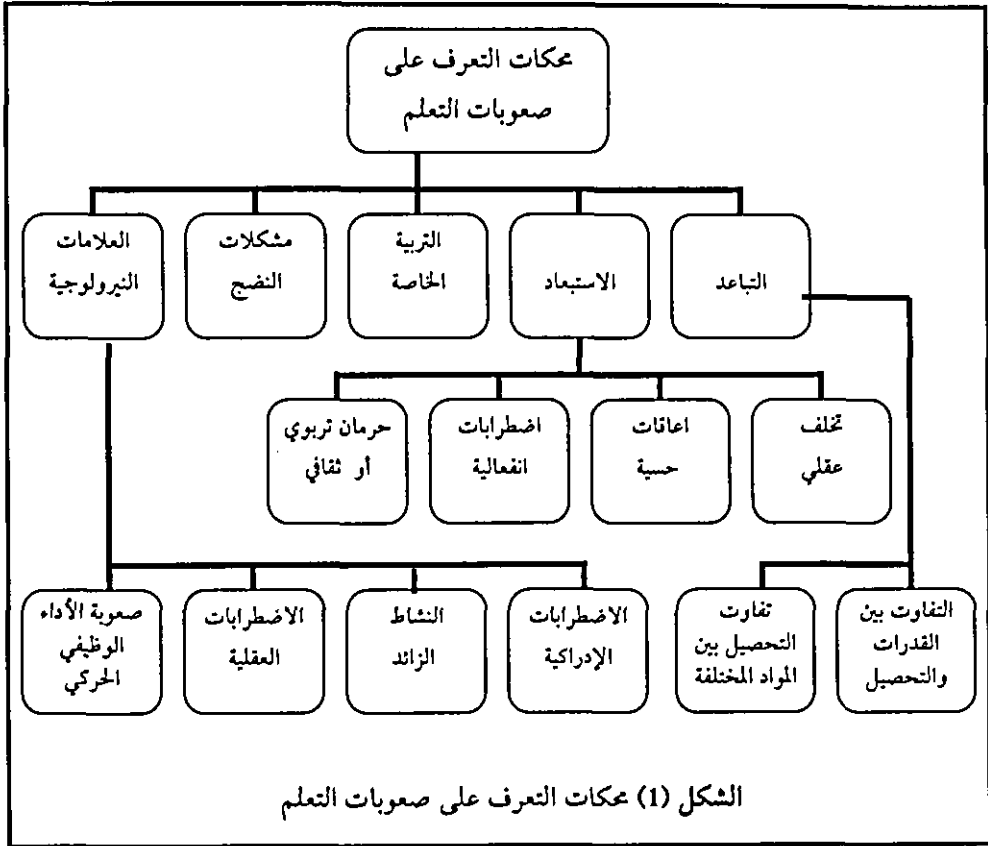 محكات التعرف على
صعوبات التعلم
التباعد
الاستبعاد
التربية
الخاصة
مشكلات
النضج
العلامات
النيرولوجية
تخلف
عقلي
اعاقات
حسية
اضطرابات
انفعالية
حرمان تربوي
أو ثقافي
التفاوت بين
القدرات
والتحصيل
تفاوت
التحصيل بين
المواد المختلفة
الاضطرابات
الإدراكية
النشاط
الزائد
الاضطرابات
العقلية
صعوبة الأداء
الوظيفي
الحركي
الشكل (1) محكات التعرف على صعوبات التعلم